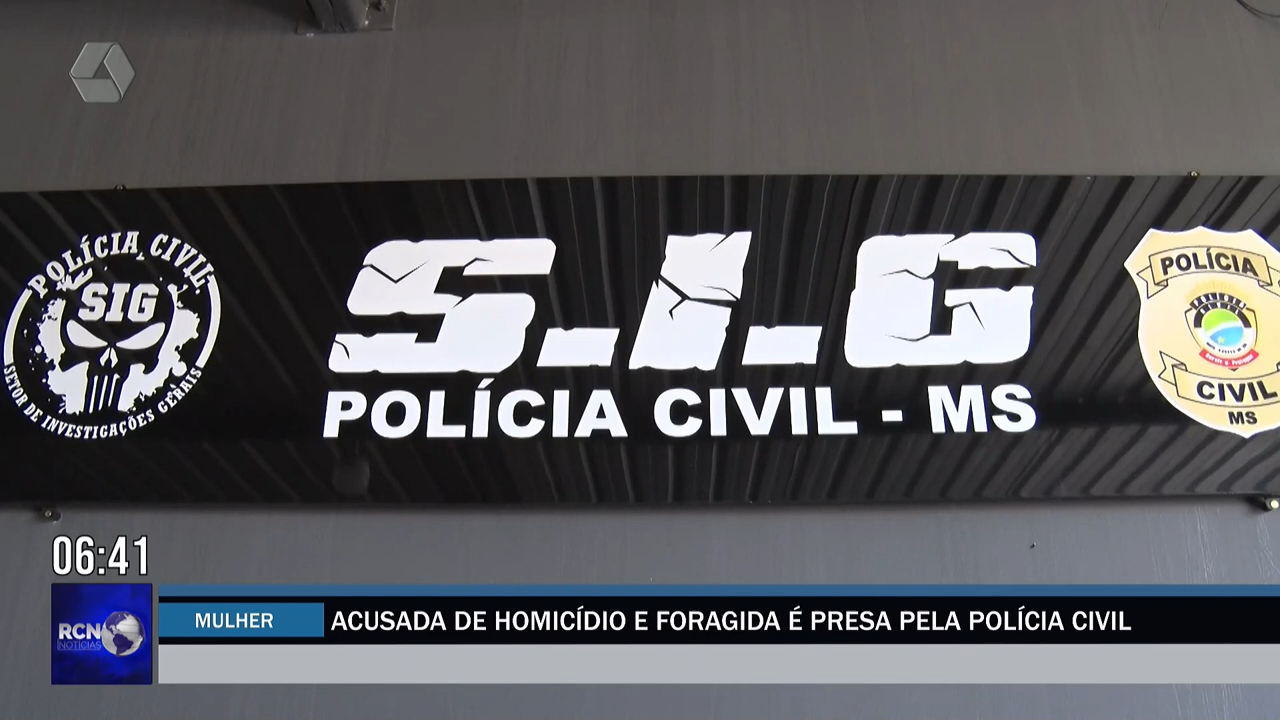 POLÍCIA CIVIL
SIG
SETOR DE INVESTIGAÇÕES GERAIS
S.I.G
POLÍCIA CIVIL - MS
POLÍCIA
CIVIL
MS
06:41
RCN
NOTÍCIAS
MULHER
ACUSADA DE HOMICÍDIO E FORAGIDA É PRESA PELA POLÍCIA CIVIL